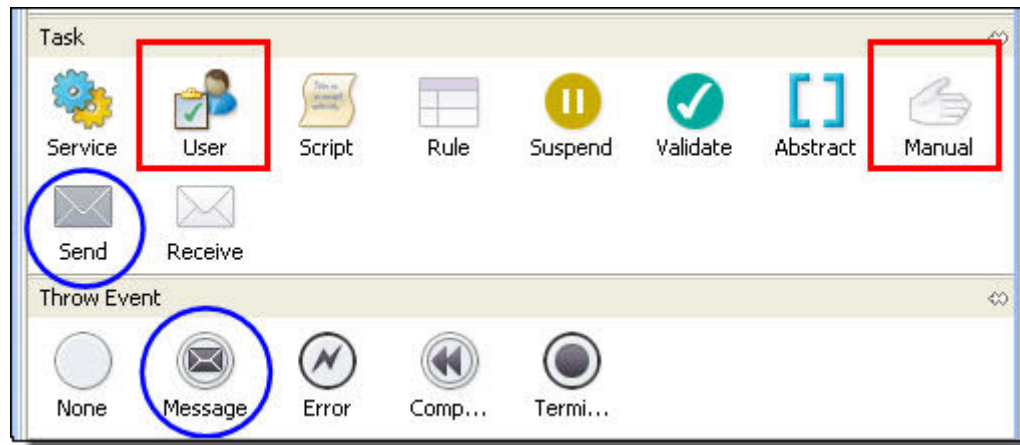 Task
Service User Script Rule Suspend Validate Abstract Manual
Send Receive
Throw Event
None Message Error Comp... Termi...